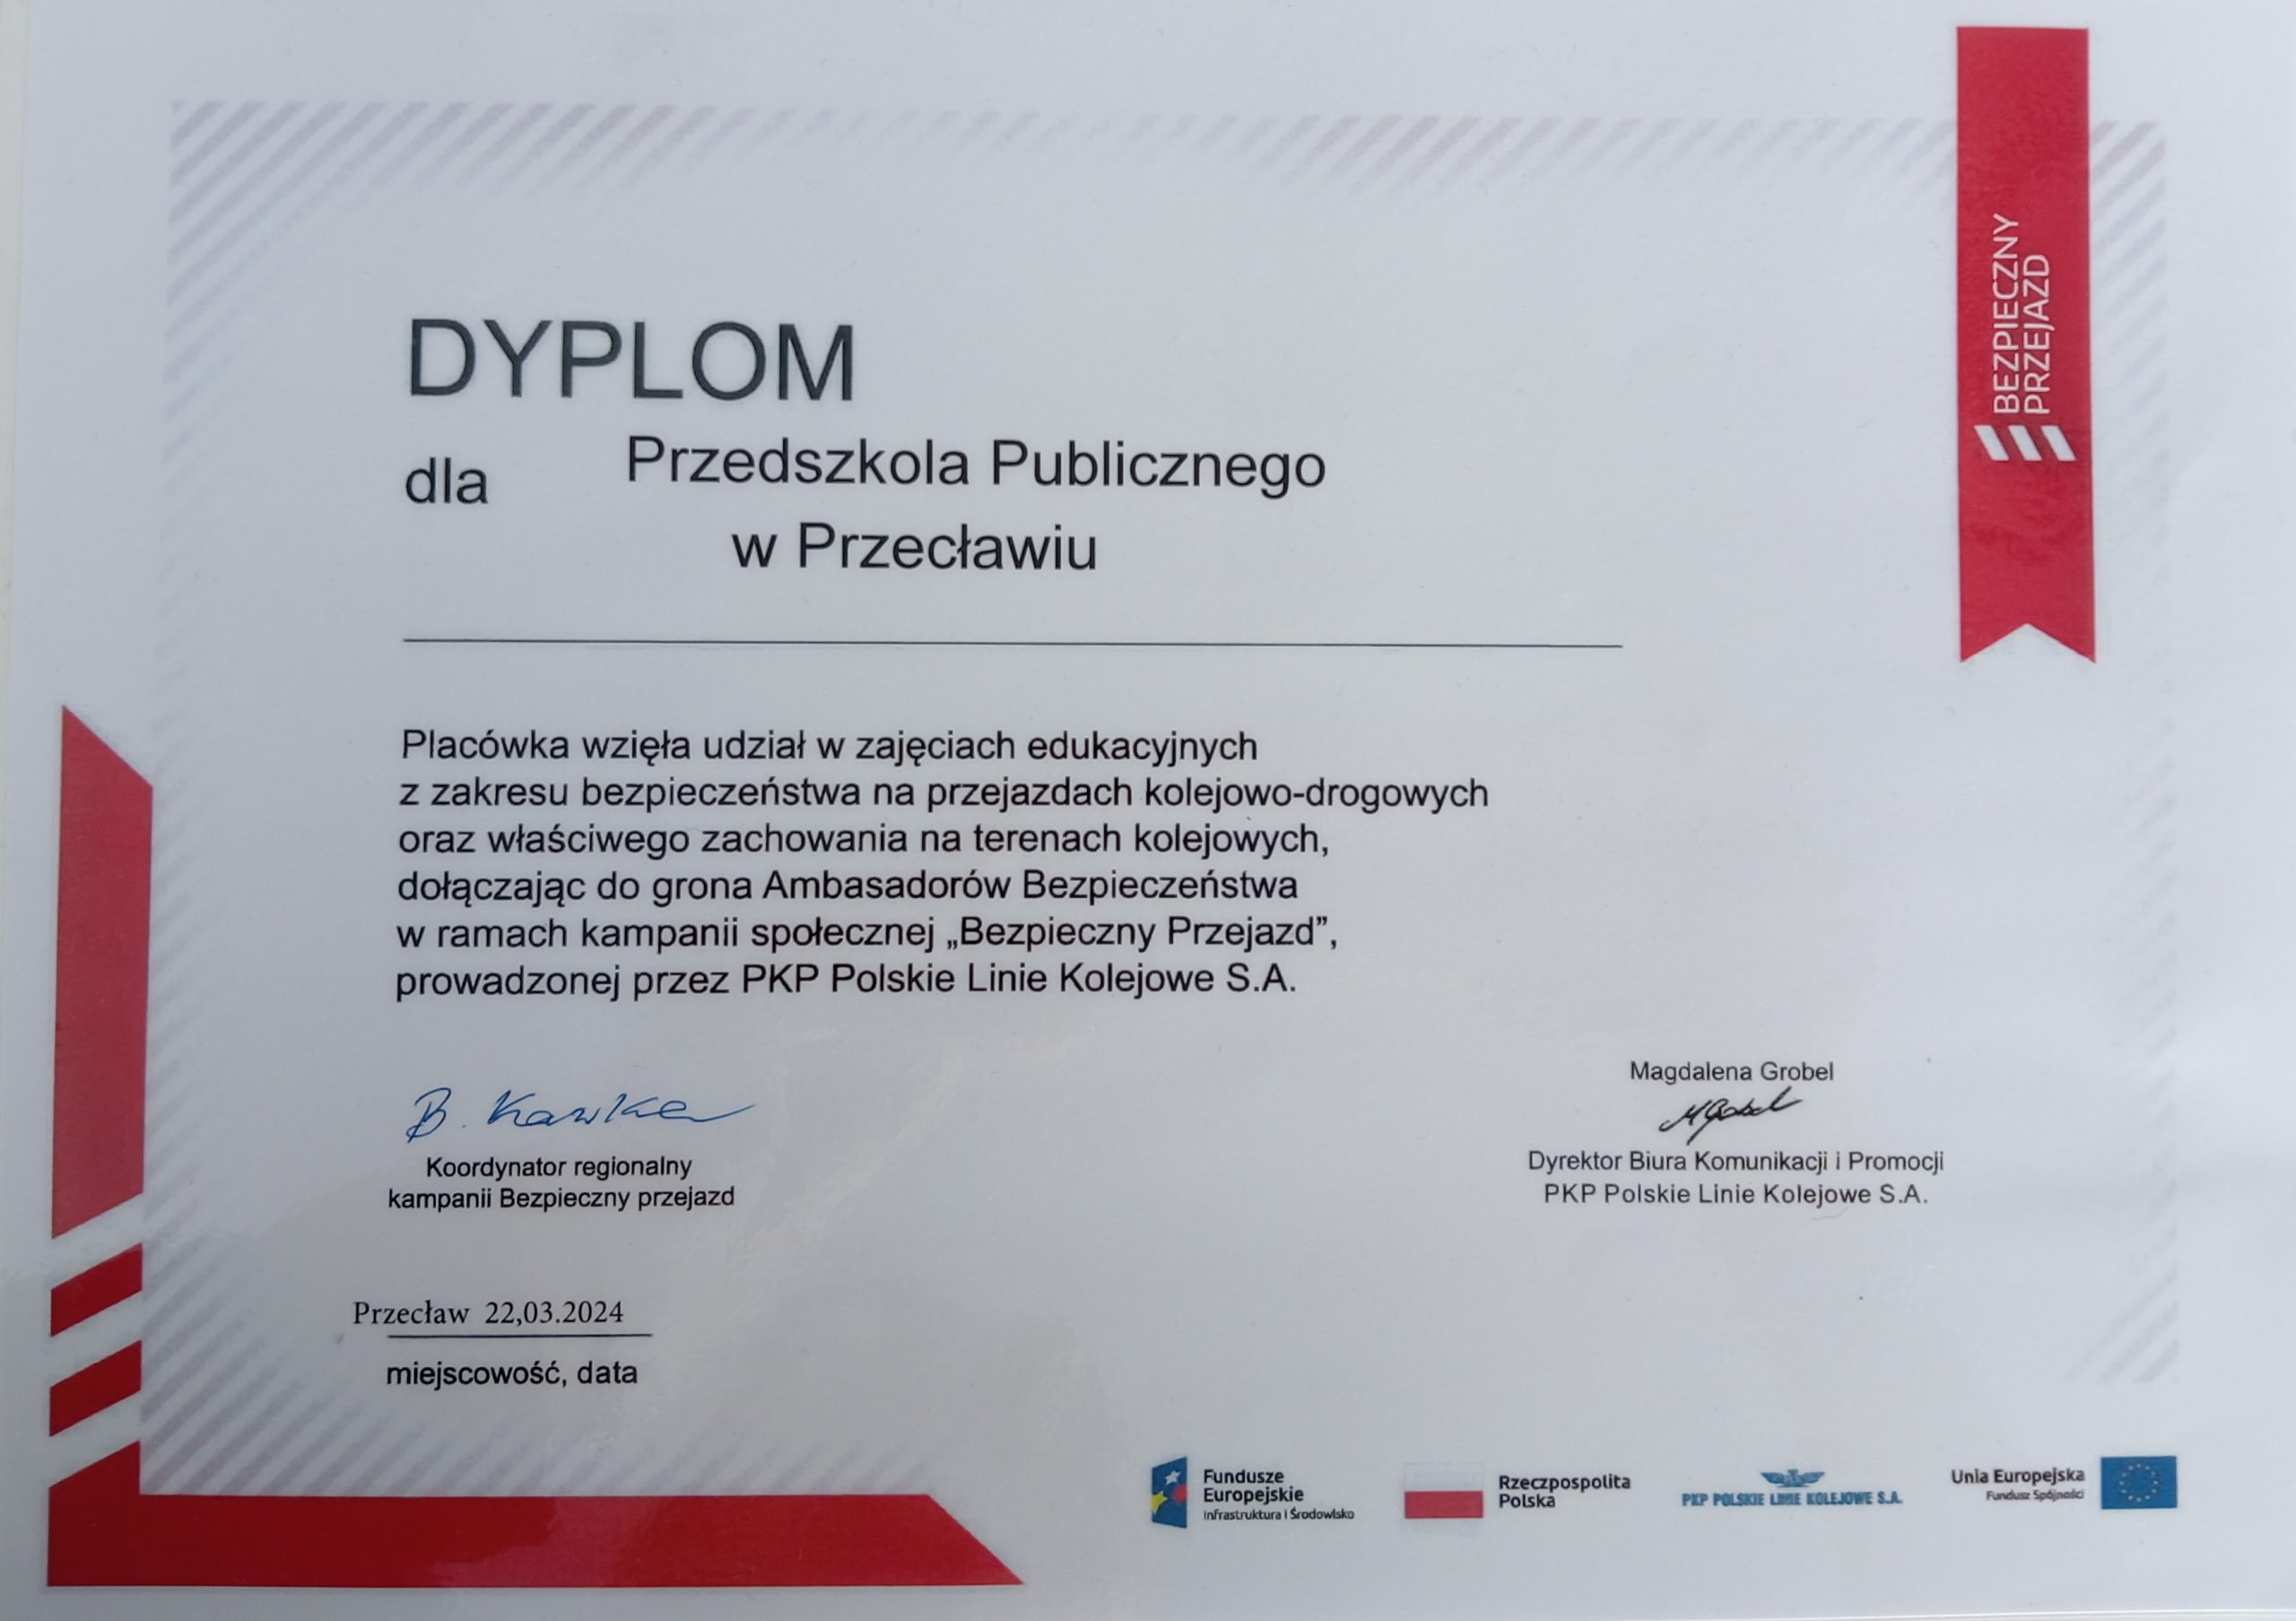 BEZPIECZNY
PRZEJAZD
DYPLOM
dla Przedszkola Publicznego
w Przecławiu
Placówka wzięła udział w zajęciach edukacyjnych
z zakresu bezpieczeństwa na przejazdach kolejowo-drogowych
oraz właściwego zachowania na terenach kolejowych,
dołączając do grona Ambasadorów Bezpieczeństwa
w ramach kampanii społecznej „Bezpieczny Przejazd”,
prowadzonej przez PKP Polskie Linie Kolejowe S.A.
B. Kawka
Koordynator regionalny
kampanii Bezpieczny przejazd
Magdalena Grobel
MGrobel
Dyrektor Biura Komunikacji i Promocji
PKP Polskie Linie Kolejowe S.A.
Przecław 22,03.2024
miejscowość, data
Fundusze
Europejskie
Infrastruktura i Środowisko
Rzeczpospolita
Polska
PKP POLSKIE LINIE KOLEJOWE S.A.
Unia Europejska
Fundusz Spójności